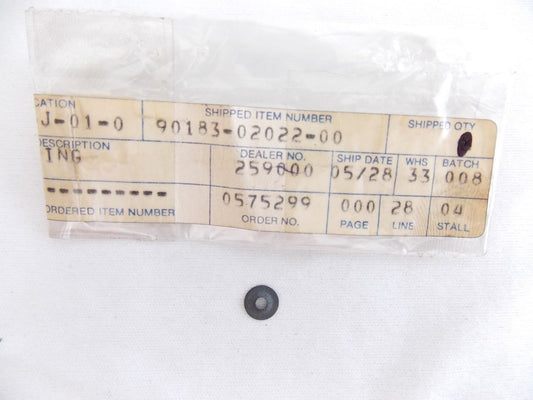 CATION SHIPPED ITEM NUMBER SHIPPED QTY
J-01-0 90183-02022-00
DESCRIPTION DEALER NO. SHIP DATE WHS BATCH
ING 259000 05/28 33 008
--------- 0575299 000 28 04
ORDERED ITEM NUMBER ORDER NO. PAGE LINE STALL